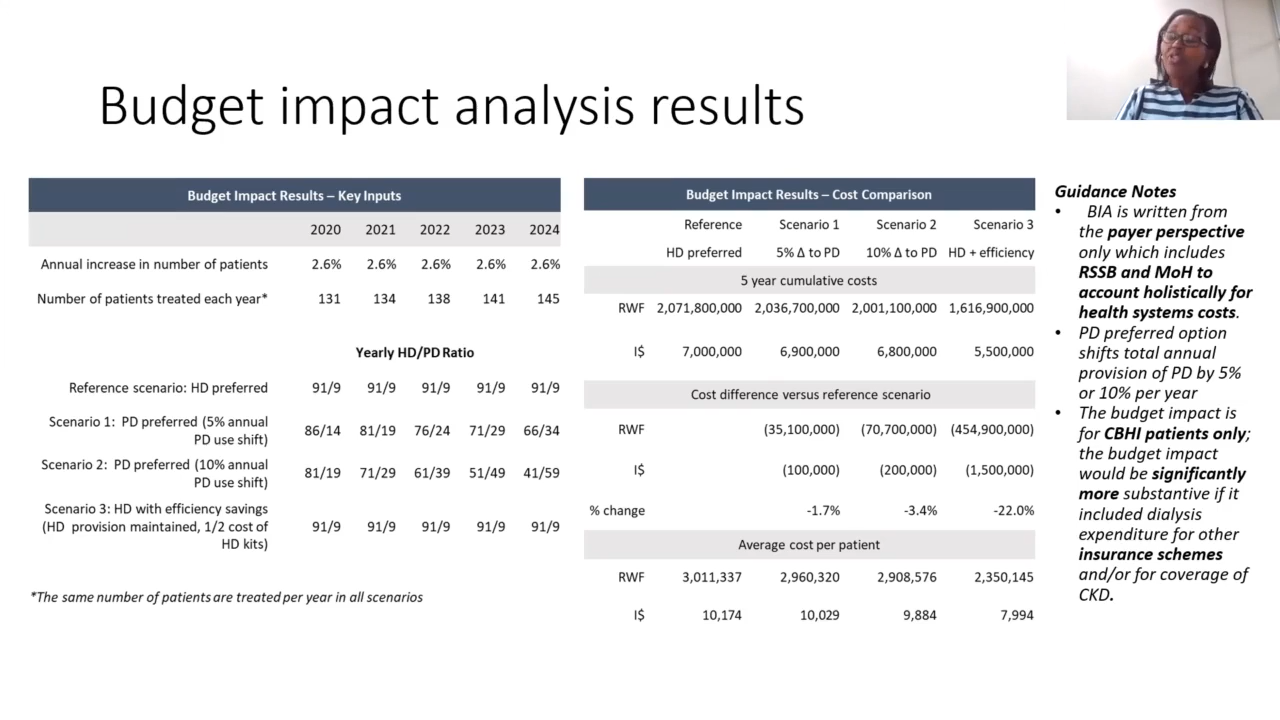 Budget impact analysis results
Budget Impact Results – Key Inputs
2020 2021 2022 2023 2024
Annual increase in number of patients 2.6% 2.6% 2.6% 2.6% 2.6%
Number of patients treated each year* 131 134 138 141 145
Yearly HD/PD Ratio
Reference scenario: HD preferred 91/9 91/9 91/9 91/9 91/9
Scenario 1: PD preferred (5% annual
PD use shift) 86/14 81/19 76/24 71/29 66/34
Scenario 2: PD preferred (10% annual
PD use shift) 81/19 71/29 61/39 51/49 41/59
Scenario 3: HD with efficiency savings
(HD provision maintained, 1/2 cost of 91/9 91/9 91/9 91/9 91/9
HD kits)
*The same number of patients are treated per year in all scenarios
Budget Impact Results – Cost Comparison
Reference Scenario 1 Scenario 2 Scenario 3
HD preferred 5% Δ to PD 10% Δ to PD HD + efficiency
5 year cumulative costs
RWF 2,071,800,000 2,036,700,000 2,001,100,000 1,616,900,000
I$ 7,000,000 6,900,000 6,800,000 5,500,000
Cost difference versus reference scenario
RWF (35,100,000) (70,700,000) (454,900,000)
I$ (100,000) (200,000) (1,500,000)
% change -1.7% -3.4% -22.0%
Average cost per patient
RWF 3,011,337 2,960,320 2,908,576 2,350,145
I$ 10,174 10,029 9,884 7,994
Guidance Notes
• BIA is written from
the payer perspective
only which includes
RSSB and MoH to
account holistically for
health systems costs.
• PD preferred option
shifts total annual
provision of PD by 5%
or 10% per year
• The budget impact is
for CBHI patients only;
the budget impact
would be significantly
more substantive if it
included dialysis
expenditure for other
insurance schemes
and/or for coverage of
CKD.